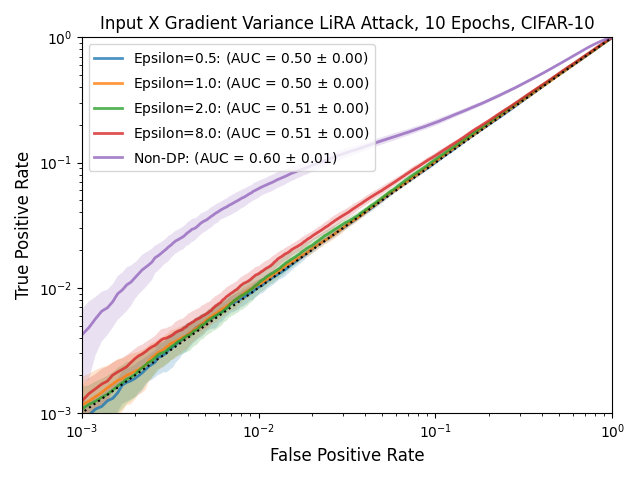 Input X Gradient Variance LiRA Attack, 10 Epochs, CIFAR-10
Epsilon=0.5: (AUC = 0.50 ± 0.00)
Epsilon=1.0: (AUC = 0.50 ± 0.00)
Epsilon=2.0: (AUC = 0.51 ± 0.00)
Epsilon=8.0: (AUC = 0.51 ± 0.00)
Non-DP: (AUC = 0.60 ± 0.01)
True Positive Rate
10⁰
10⁻¹
10⁻²
10⁻³
10⁻³ 10⁻² 10⁻¹ 10⁰
False Positive Rate